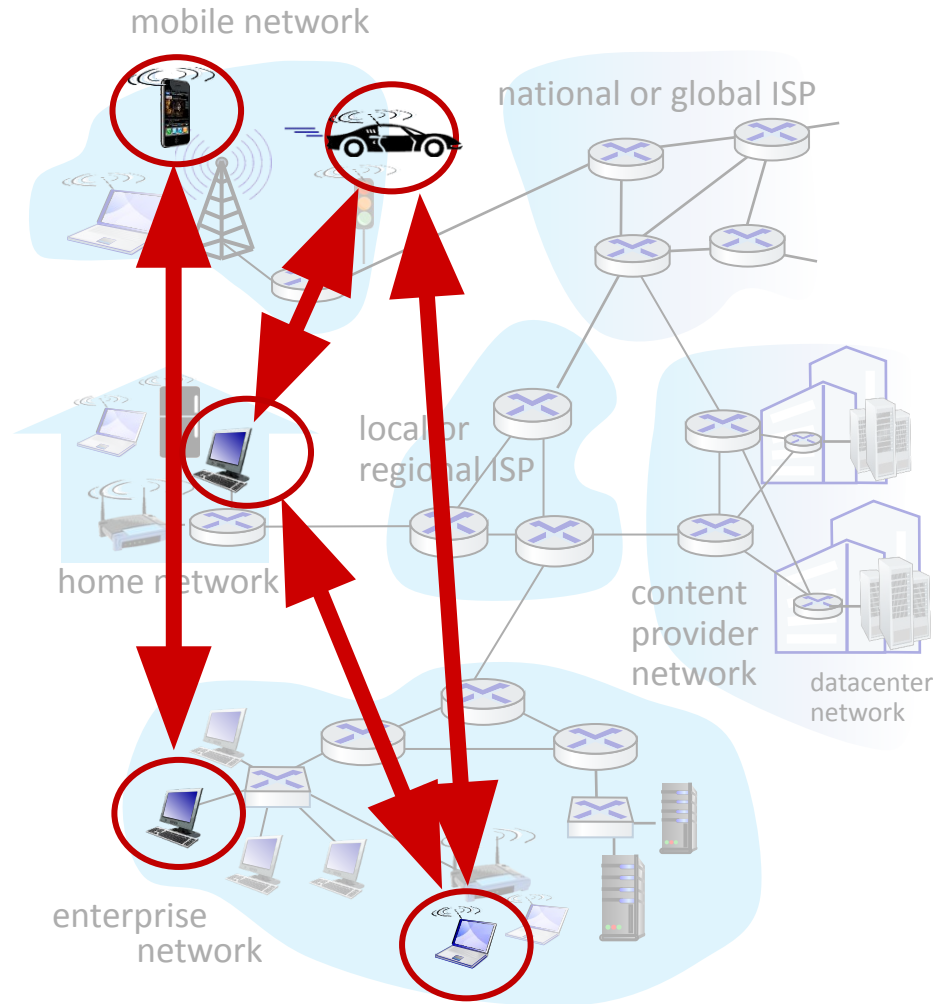 mobile network
national or global ISP
local or
regional ISP
home network
content
provider
network
datacenter
network
enterprise
network